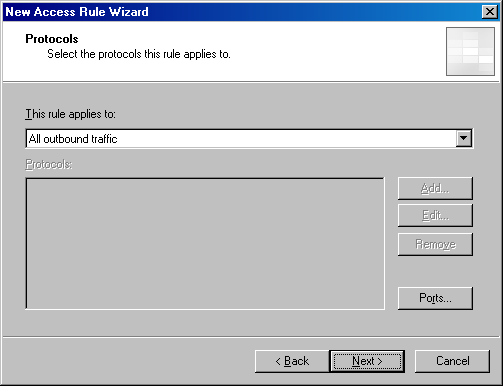 New Access Rule Wizard
Protocols
Select the protocols this rule applies to.
This rule applies to:
All outbound traffic
Protocols:
Add...
Edit...
Remove
Ports...
< Back
Next >
Cancel